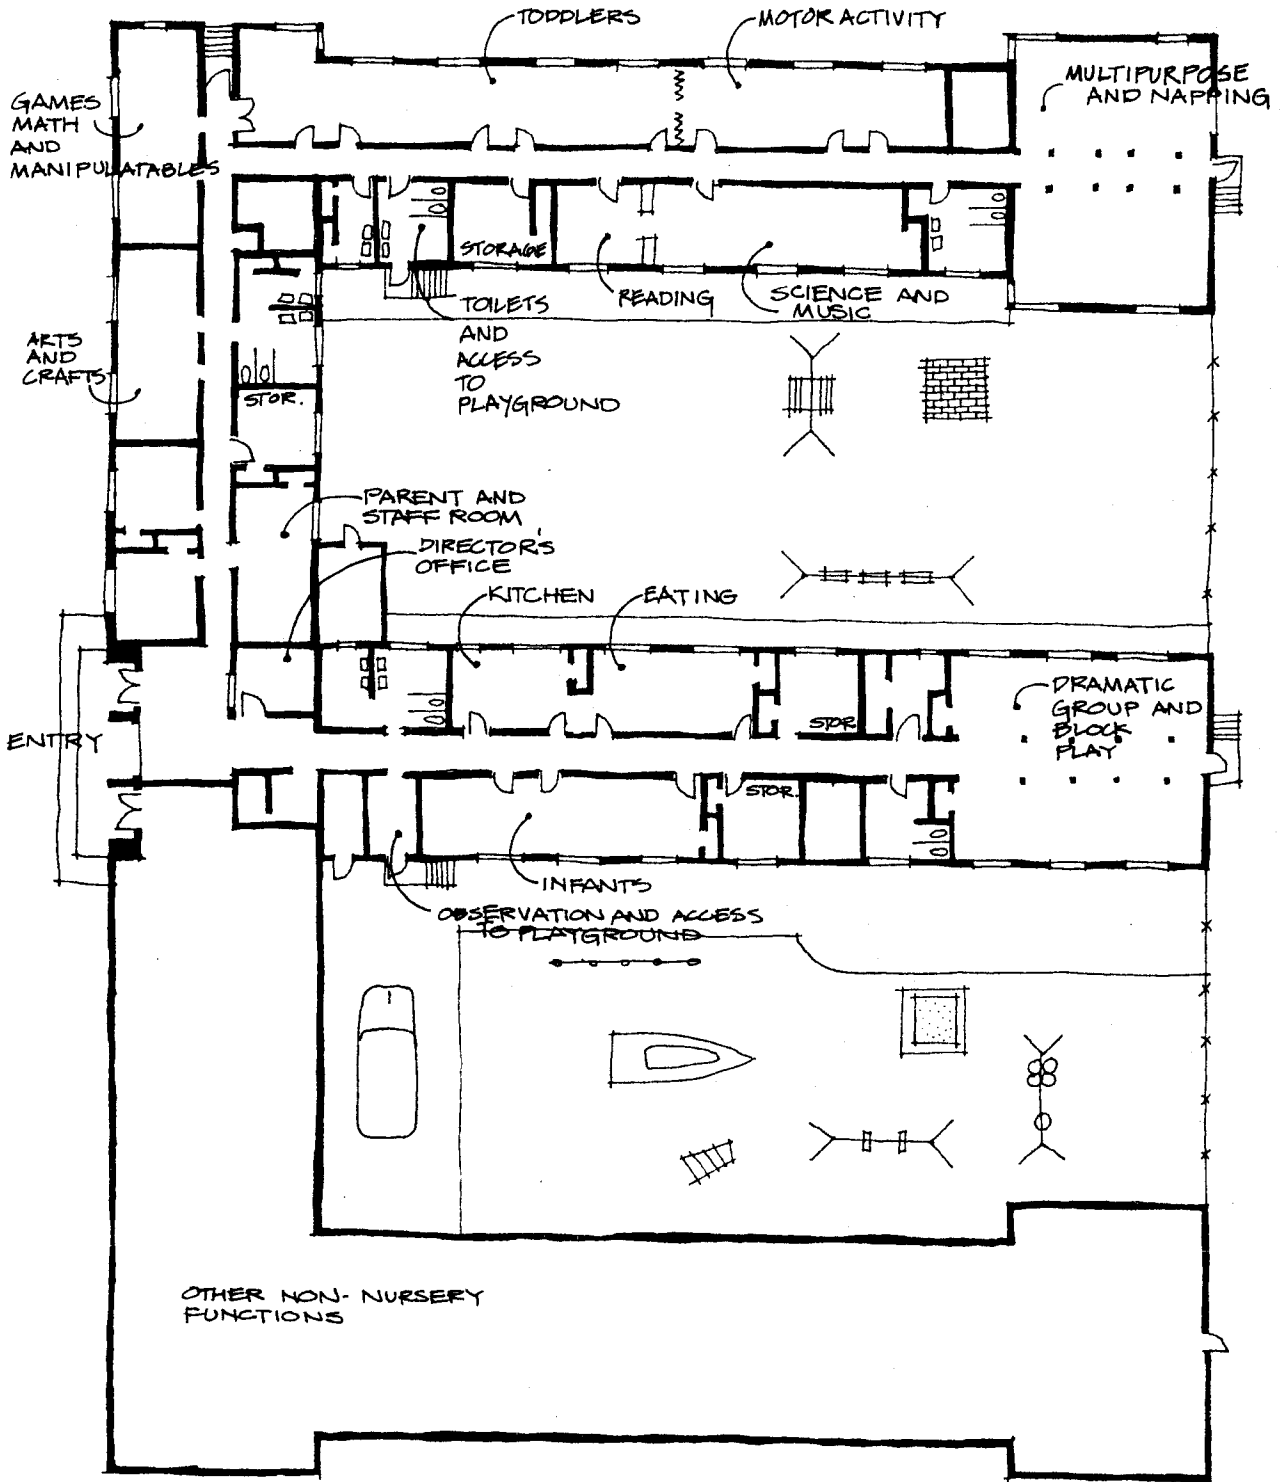 TODDLERS
MOTOR ACTIVITY
MULTIPURPOSE
AND NAPPING
GAMES
MATH
AND
MANIPULATABLES
STORAGE
TOILETS
AND
ACCESS
TO
PLAYGROUND
READING
SCIENCE AND
MUSIC
ARTS
AND
CRAFTS
STOR.
PARENT AND
STAFF ROOM
DIRECTOR'S
OFFICE
KITCHEN
EATING
DRAMATIC
GROUP AND
BLOCK
PLAY
STOR.
ENTRY
STOR.
INFANTS
OBSERVATION AND ACCESS
TO PLAYGROUND
OTHER NON-NURSERY
FUNCTIONS